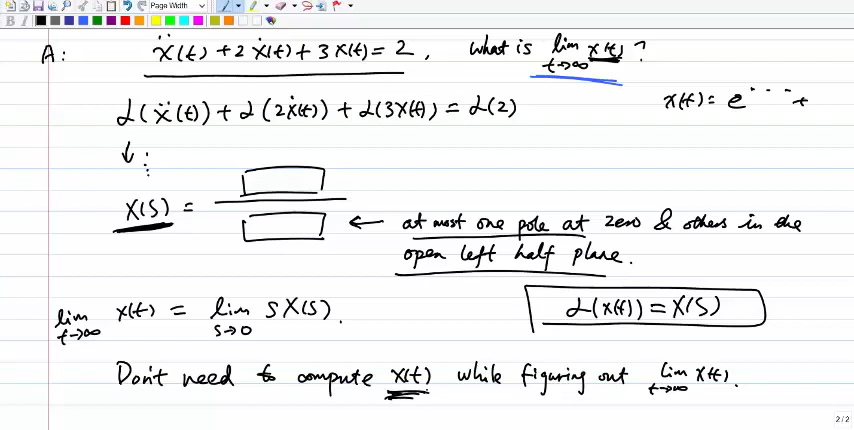 Page Width
B I
A: ẍ(t) + 2ẋ(t) + 3x(t) = 2, What is lim t→∞ x(t)?
ℒ(ẍ(t)) + ℒ(2ẋ(t)) + ℒ(3x(t)) = ℒ(2)
x(t) = e^{....} +
↓ :
X(s) = ▭/▭ ← at most one pole at zero & others in the
open left half plane.
lim t→∞ x(t) = lim s→0 sX(s).
ℒ(x(t)) = X(s)
Don't need to compute x(t) while figuring out lim t→∞ x(t).
2 / 2